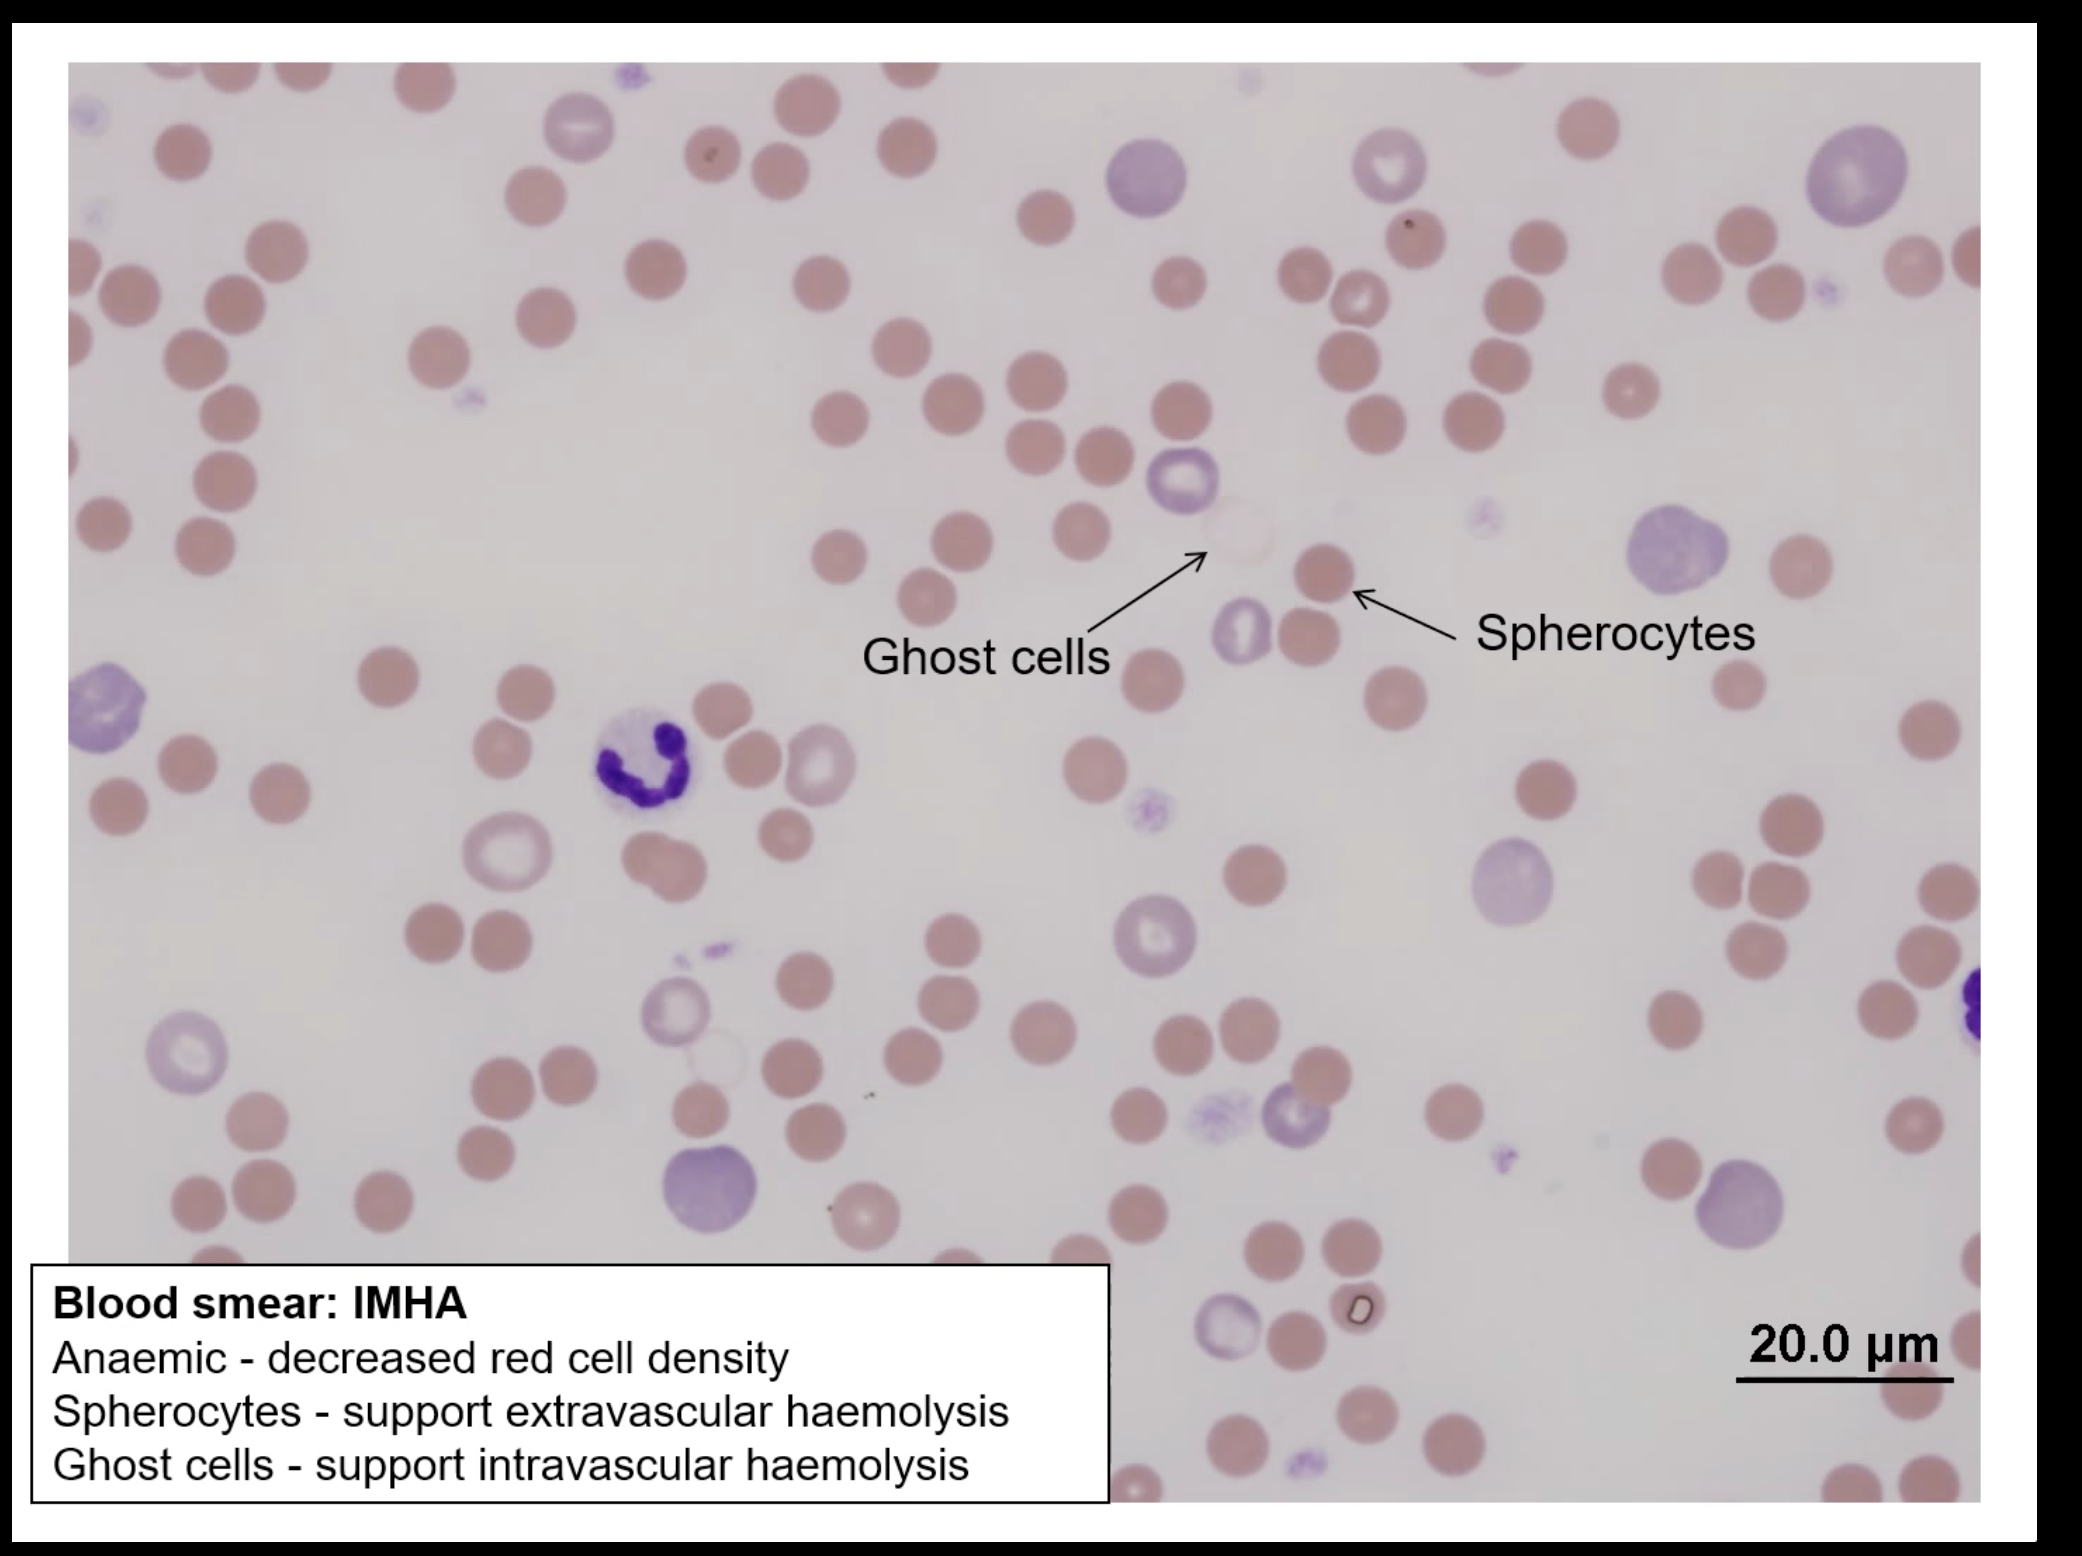 Ghost cells
Spherocytes
Blood smear: IMHA
Anaemic - decreased red cell density
Spherocytes - support extravascular haemolysis
Ghost cells - support intravascular haemolysis
20.0 µm